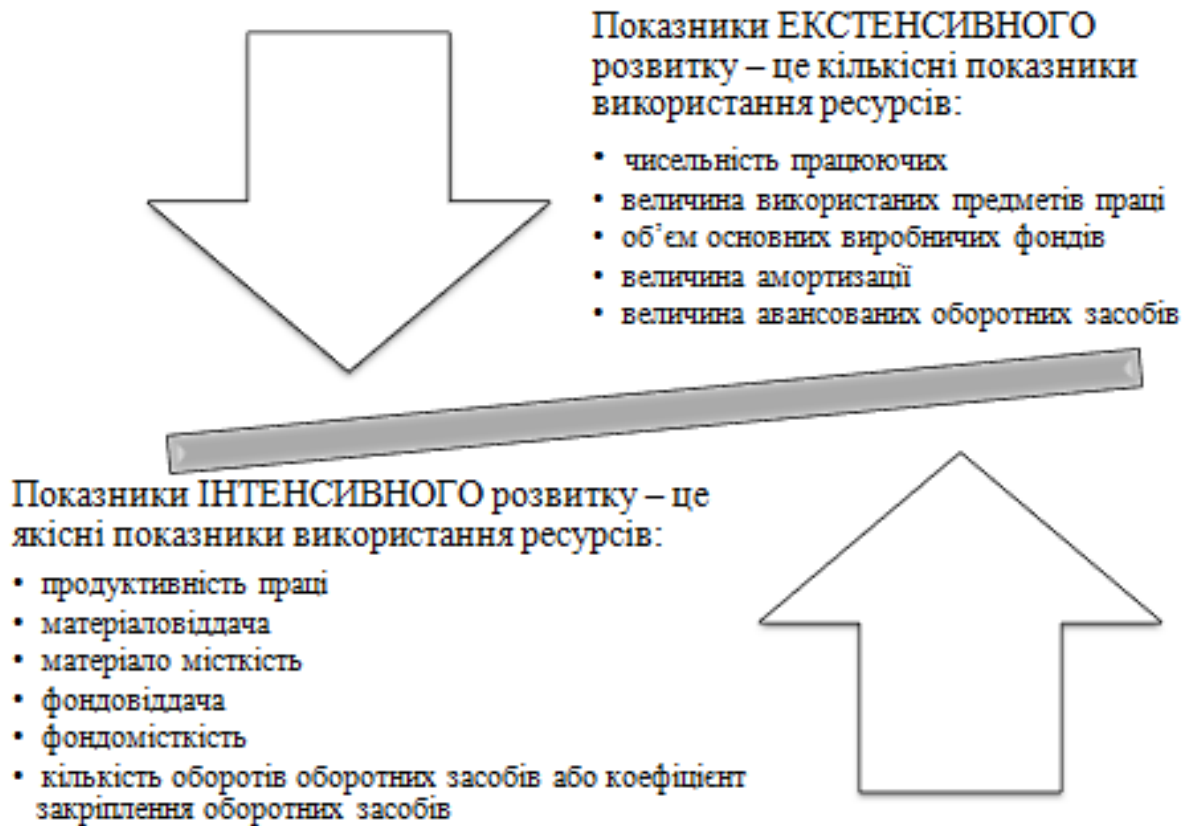 Показники ЕКСТЕНСИВНОГО
розвитку – це кількісні показники
використання ресурсів:
• чисельність працюючих
• величина використаних предметів праці
• об’єм основних виробничих фондів
• величина амортизації
• величина авансованих оборотних засобів
Показники ІНТЕНСИВНОГО розвитку – це
якісні показники використання ресурсів:
• продуктивність праці
• матеріаловіддача
• матеріало місткість
• фондовіддача
• фондомісткість
• кількість оборотів оборотних засобів або коефіцієнт
закріплення оборотних засобів